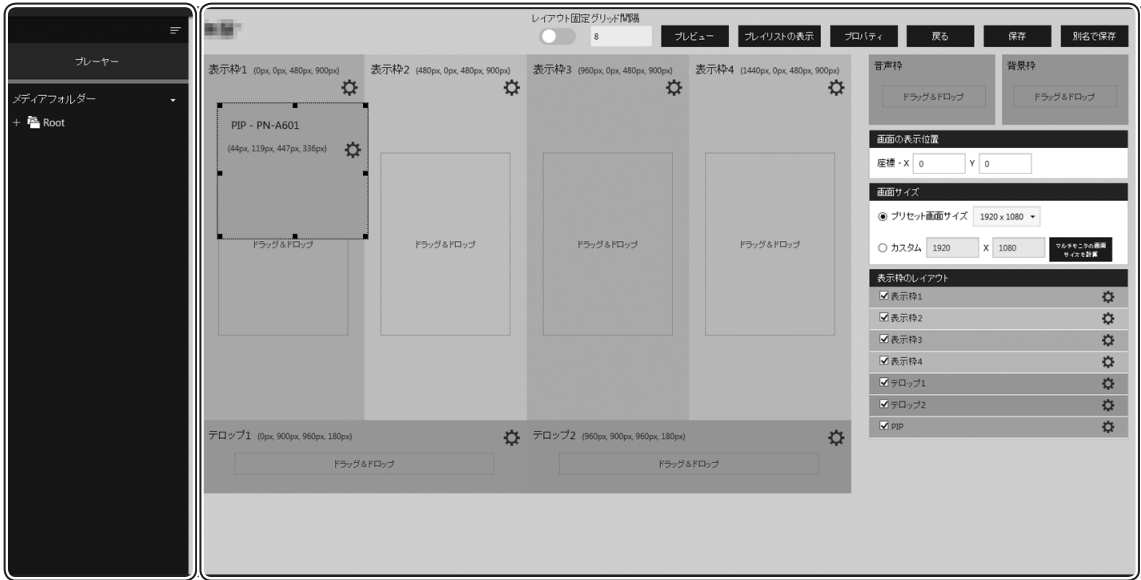 レイアウト固定グリッド間隔
8
プレビュー
プレイリストの表示
プロパティ
戻る
保存
別名で保存
プレーヤー
メディアフォルダー
+ Root
表示枠1 (0px, 0px, 480px, 900px)
表示枠2 (480px, 0px, 480px, 900px)
表示枠3 (960px, 0px, 480px, 900px)
表示枠4 (1440px, 0px, 480px, 900px)
PIP - PN-A601
(44px, 119px, 447px, 336px)
ドラッグ&ドロップ
ドラッグ&ドロップ
ドラッグ&ドロップ
ドラッグ&ドロップ
テロップ1 (0px, 900px, 960px, 180px)
ドラッグ&ドロップ
テロップ2 (960px, 900px, 960px, 180px)
ドラッグ&ドロップ
音声枠
ドラッグ&ドロップ
背景枠
ドラッグ&ドロップ
画面の表示位置
座標 - X 0 Y 0
画面サイズ
プリセット画面サイズ 1920 x 1080
カスタム 1920 X 1080
マルチモニタの画面
サイズを計算
表示枠のレイアウト
表示枠1
表示枠2
表示枠3
表示枠4
テロップ1
テロップ2
PIP